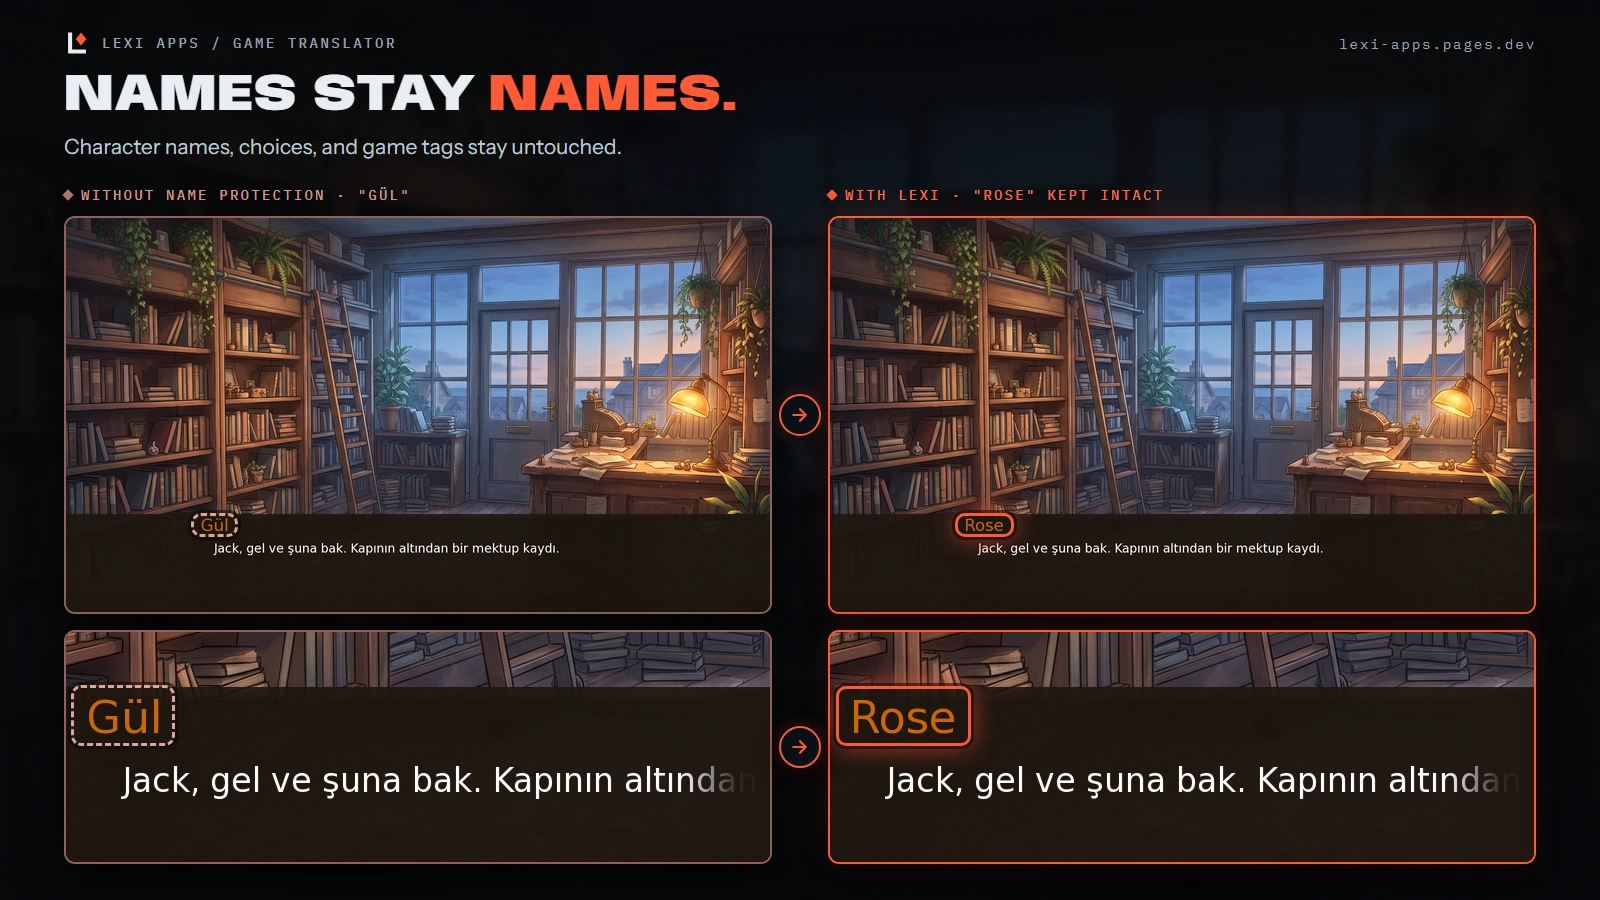 LEXI APPS / GAME TRANSLATOR
lexi-apps.pages.dev
NAMES STAY NAMES.
Character names, choices, and game tags stay untouched.
WITHOUT NAME PROTECTION · "GÜL"
Gül
Jack, gel ve şuna bak. Kapının altından bir mektup kaydı.
Gül
Jack, gel ve şuna bak. Kapının altından
WITH LEXI · "ROSE" KEPT INTACT
Rose
Jack, gel ve şuna bak. Kapının altından bir mektup kaydı.
Rose
Jack, gel ve şuna bak. Kapının altından